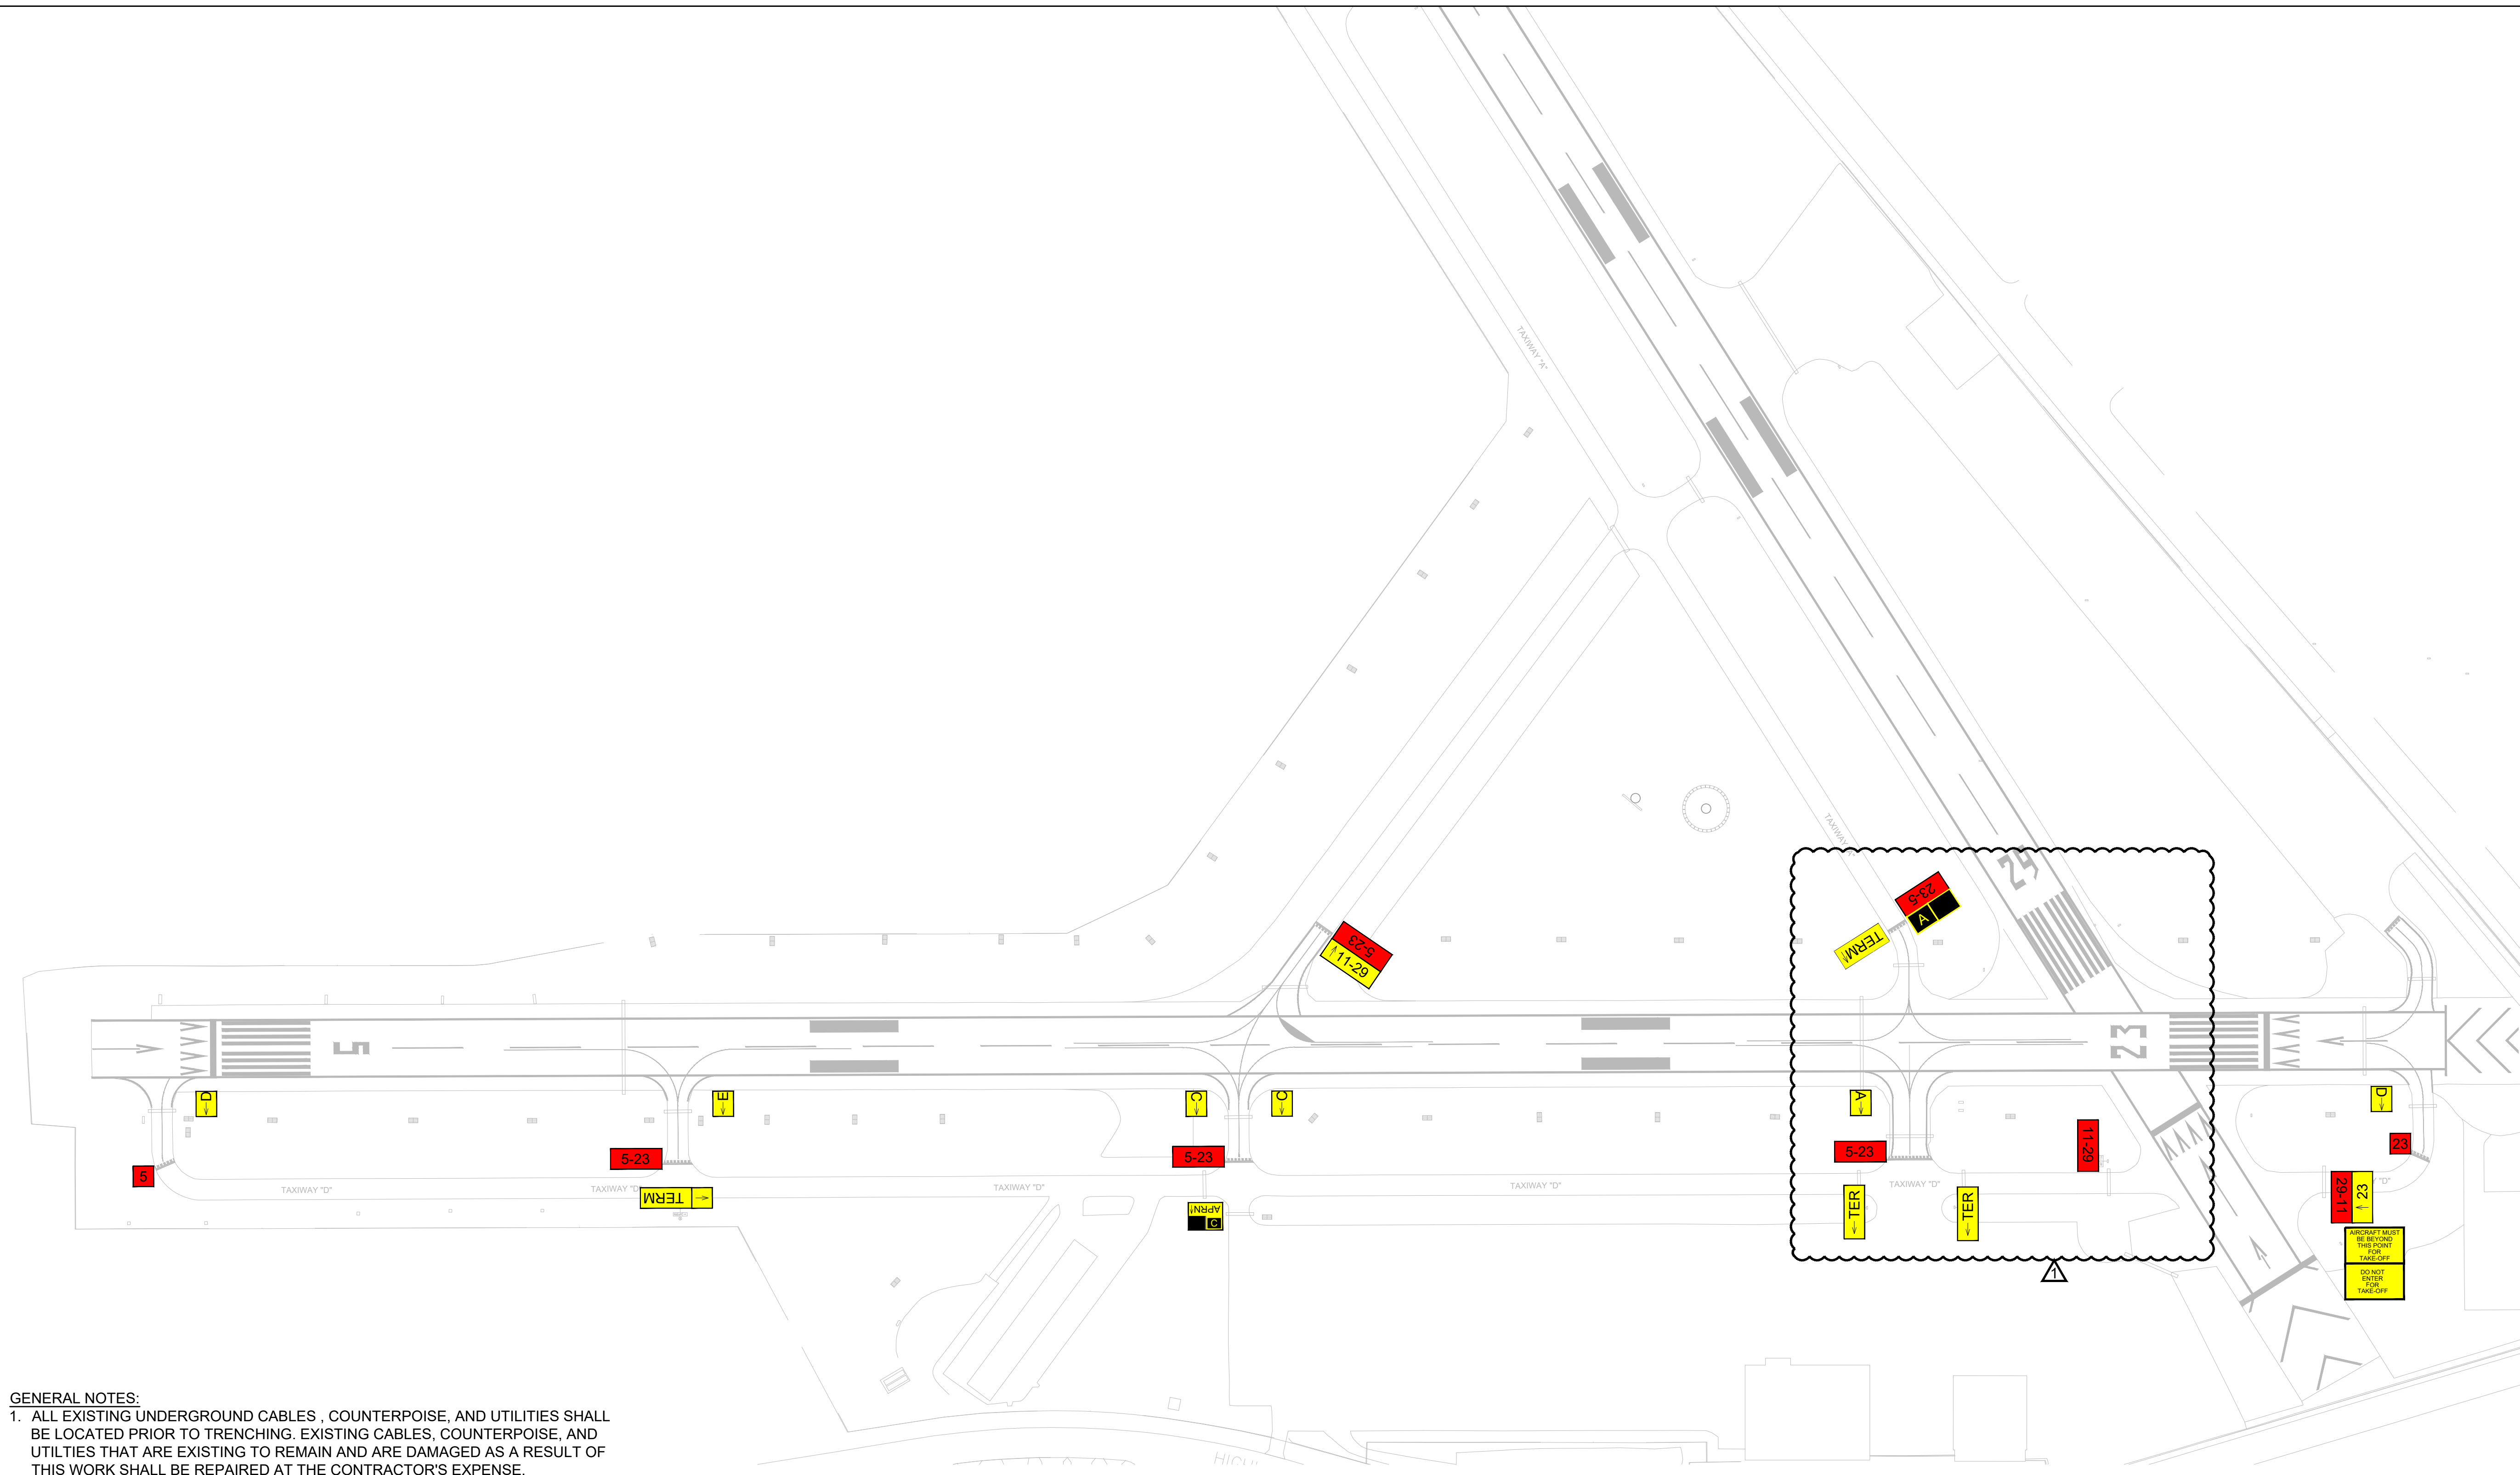 TAXIWAY "A"
TAXIWAY "A"
29
23-5
A
TERM
5-23
11-29
5
23
D
E
C
C
A
D
5
5-23
5-23
5-23
11-29
23
TAXIWAY "D"
TAXIWAY "D"
TAXIWAY "D"
TAXIWAY "D"
TAXIWAY "D"
"D"
TERM
APRN
C
TER
TER
29-11
23
AIRCRAFT MUST
BE BEYOND
THIS POINT
FOR
TAKE-OFF
DO NOT
ENTER
FOR
TAKE-OFF
1
GENERAL NOTES:
1. ALL EXISTING UNDERGROUND CABLES , COUNTERPOISE, AND UTILITIES SHALL
BE LOCATED PRIOR TO TRENCHING. EXISTING CABLES, COUNTERPOISE, AND
UTILTIES THAT ARE EXISTING TO REMAIN AND ARE DAMAGED AS A RESULT OF
THIS WORK SHALL BE REPAIRED AT THE CONTRACTOR'S EXPENSE.